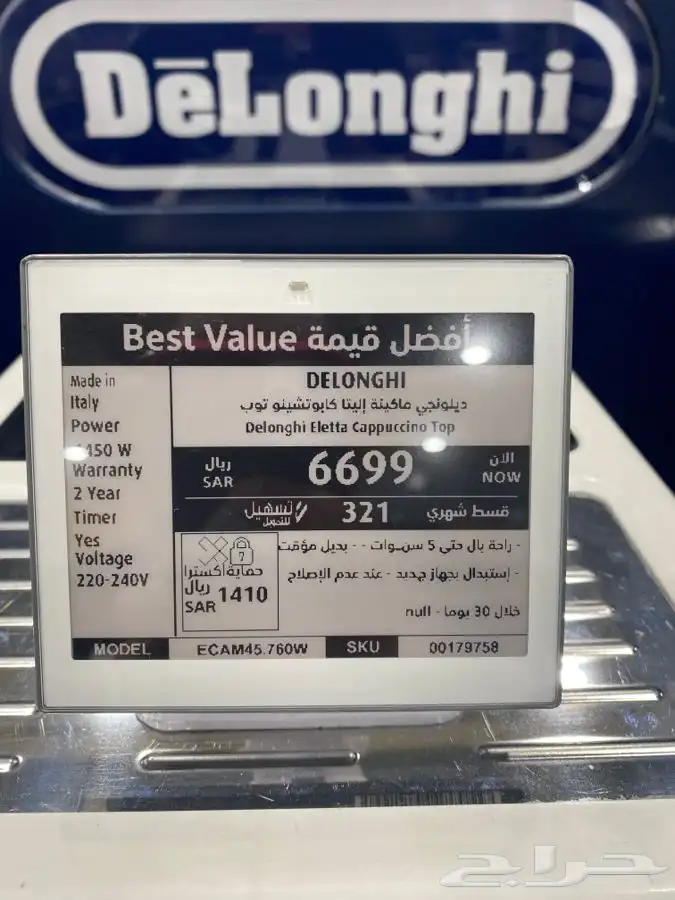 DēLonghi
Best Value أفضل قيمة
Made in
Italy
Power
1450 W
Warranty
2 Year
Timer
Yes
Voltage
220-240V
DELONGHI
ديلونجي ماكينة إليتا كابوتشينو توب
Delonghi Eletta Cappuccino Top
ريال
SAR
6699
الآن
NOW
تسهيل
للتمويل
321
قسط شهري
حماية أكسترا
ريال
SAR
1410
- راحة بال حتى 5 سنوات - - بديل مؤقت
- إستبدال بجهاز جديد - عند عدم الإصلاح
خلال 30 يوما - null
MODEL ECAM45.760W SKU 00179758
حراج